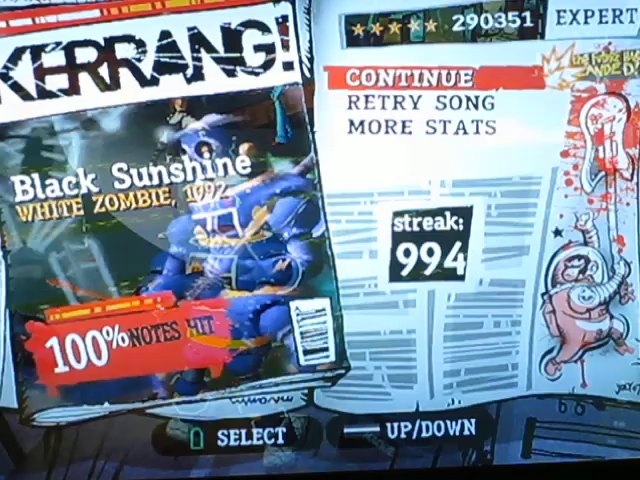 KERRANG!
Black Sunshine
WHITE ZOMBIE, 1992
100% NOTES HIT
290351 EXPERT
CONTINUE
RETRY SONG
MORE STATS
streak:
994
SELECT
UP/DOWN